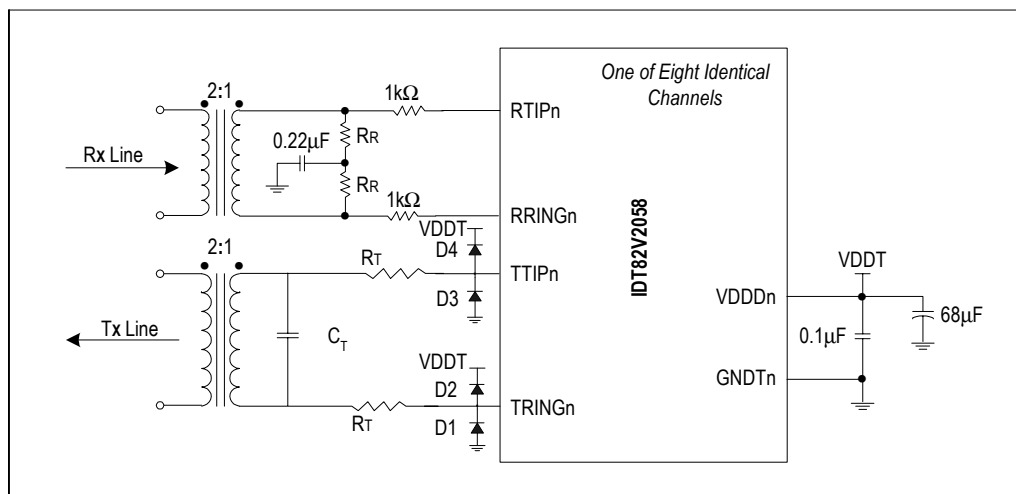 One of Eight Identical
Channels
2:1
1kΩ
RTIPn
RR
0.22μF
Rx Line
RR
1kΩ
RRINGn
VDDT
D4
2:1
RT
TTIPn
D3
IDT82V2058
VDDT
VDDDn
68μF
0.1μF
Tx Line
CT
VDDT
D2
GNDTn
TRINGn
RT
D1